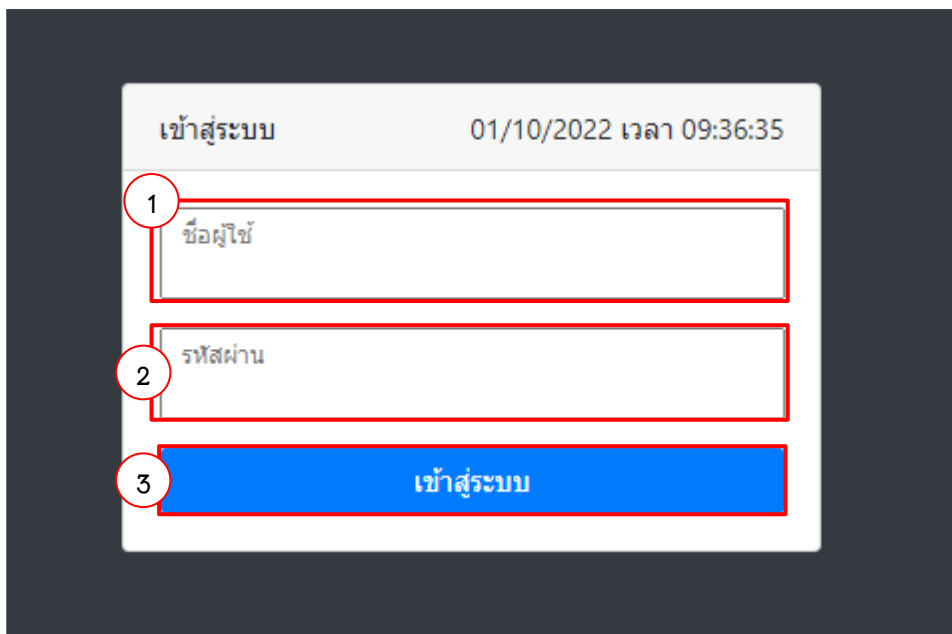 เข้าสู่ระบบ 01/10/2022 เวลา 09:36:35
1
ชื่อผู้ใช้
2
รหัสผ่าน
3
เข้าสู่ระบบ